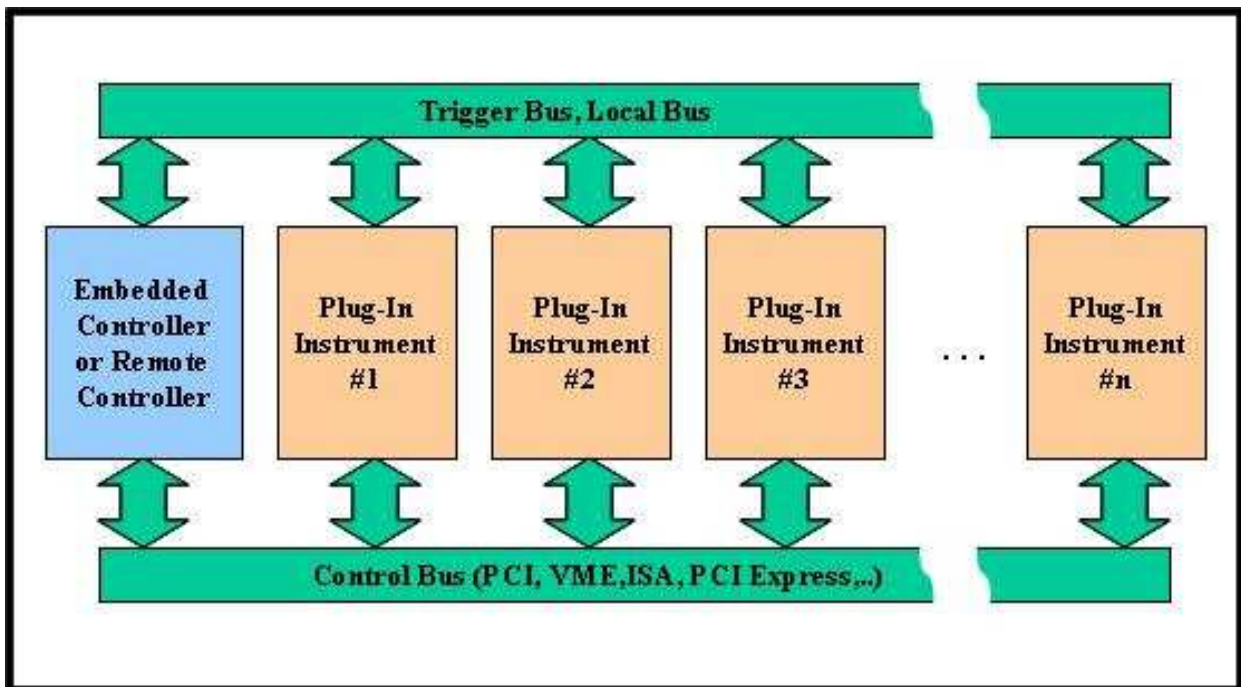 Trigger Bus, Local Bus
Embedded
Controller
or Remote
Controller
Plug-In
Instrument
#1
Plug-In
Instrument
#2
Plug-In
Instrument
#3
. . .
Plug-In
Instrument
#n
Control Bus (PCI, VME,ISA, PCI Express,..)